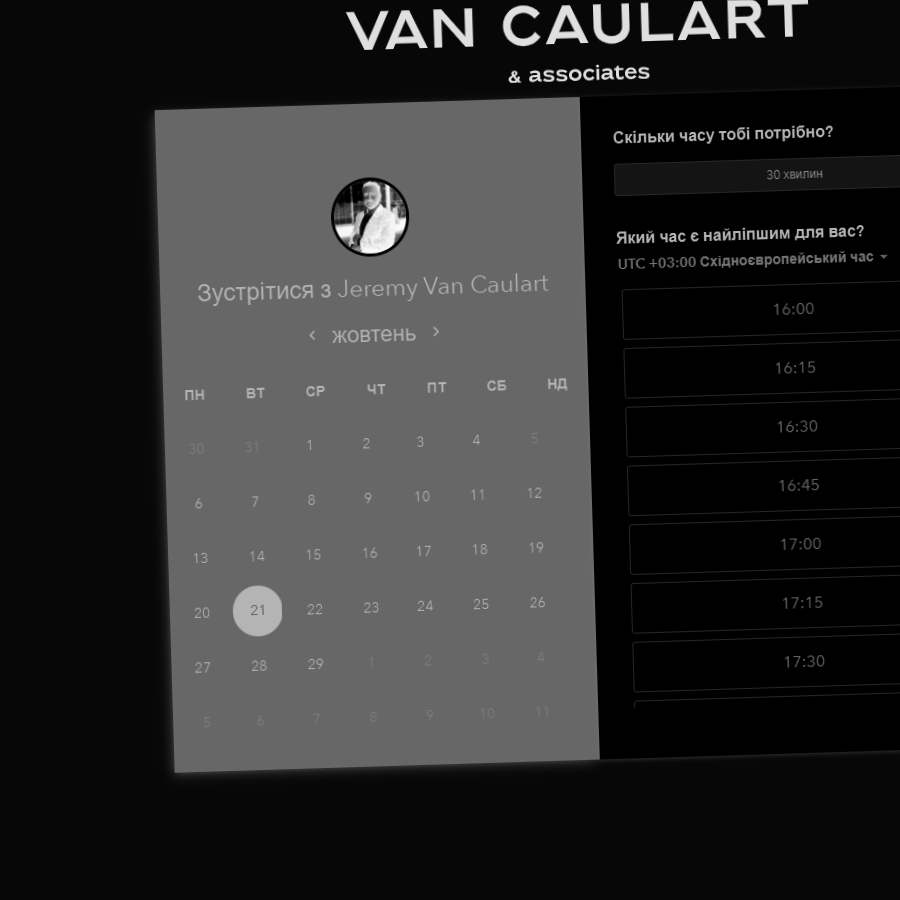 VAN CAULART
& associates
Зустрітися з Jeremy Van Caulart
жовтень
ПН ВТ СР ЧТ ПТ СБ НД
30 31 1 2 3 4 5
6 7 8 9 10 11 12
13 14 15 16 17 18 19
20 21 22 23 24 25 26
27 28 29 1 2 3 4
5 6 7 8 9 10 11
Скільки часу тобі потрібно?
30 хвилин
Який час є найліпшим для вас?
UTC +03:00 Східноєвропейський час
16:00
16:15
16:30
16:45
17:00
17:15
17:30